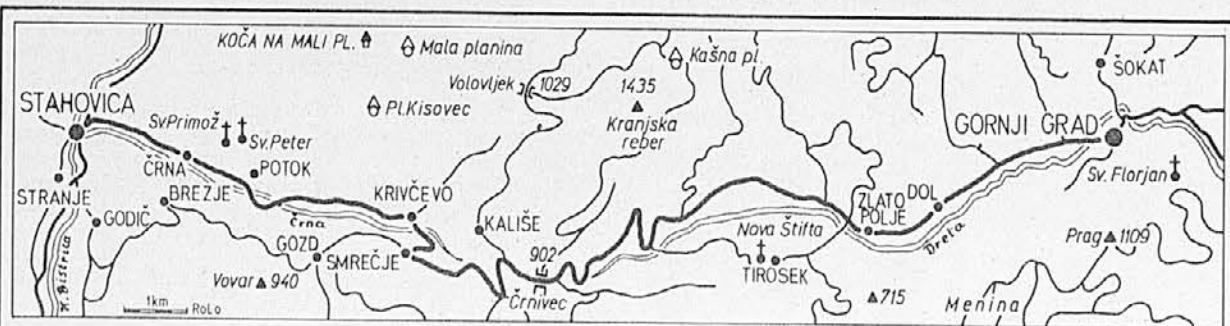 KOČA NA MALI PL.
Mala planina
Kašna pl.
ŠOKAT
Volovljek
1029
1435
STAHOVICA
Sv Primož
Pl.Kisovec
Kranjska
reber
GORNJI GRAD
Sv. Peter
ČRNA
POTOK
Sv. Florjan
STRANJE
BREZJE
KRIVČEVO
ZLATO
POLJE
DOL
GODIČ
Črna
KALIŠE
Nova Štifta
Dreta
Prag
1109
GOZD
SMREČJE
902
TIROSEK
K. Bistrica
Vovar
940
Črnivec
715
Menina
1km
RoLo